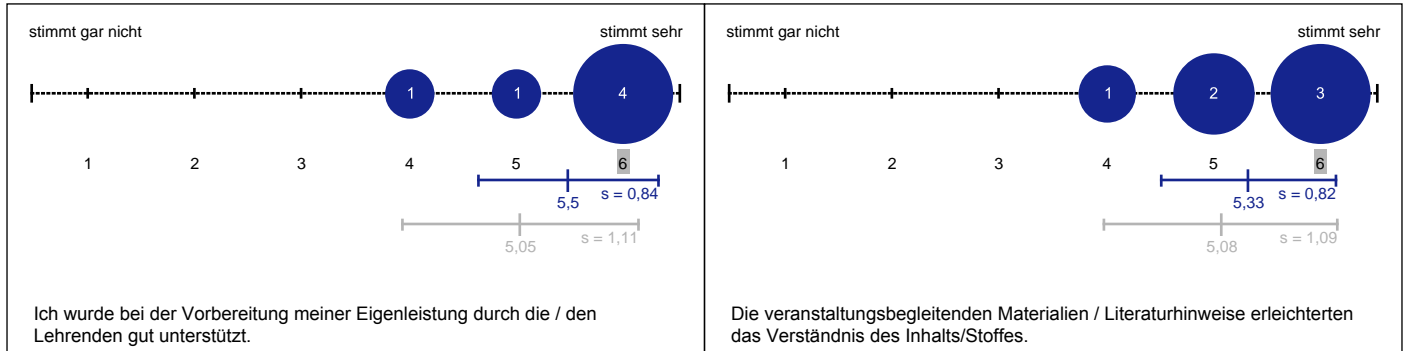 stimmt gar nicht stimmt sehr
1 1 4
1 2 3 4 5 6
s = 0,84
5,5
s = 1,11
5,05
Ich wurde bei der Vorbereitung meiner Eigenleistung durch die / den
Lehrenden gut unterstützt.
stimmt gar nicht stimmt sehr
1 2 3
1 2 3 4 5 6
s = 0,82
5,33
s = 1,09
5,08
Die veranstaltungsbegleitenden Materialien / Literaturhinweise erleichterten
das Verständnis des Inhalts/Stoffes.